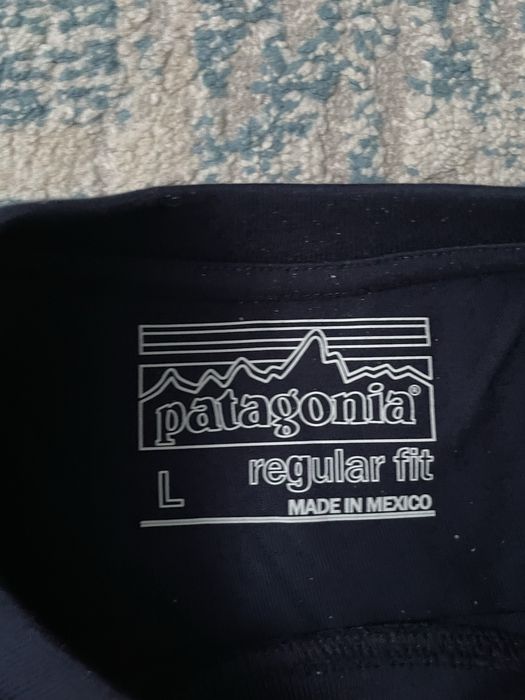 patagonia®
L regular fit
MADE IN MEXICO